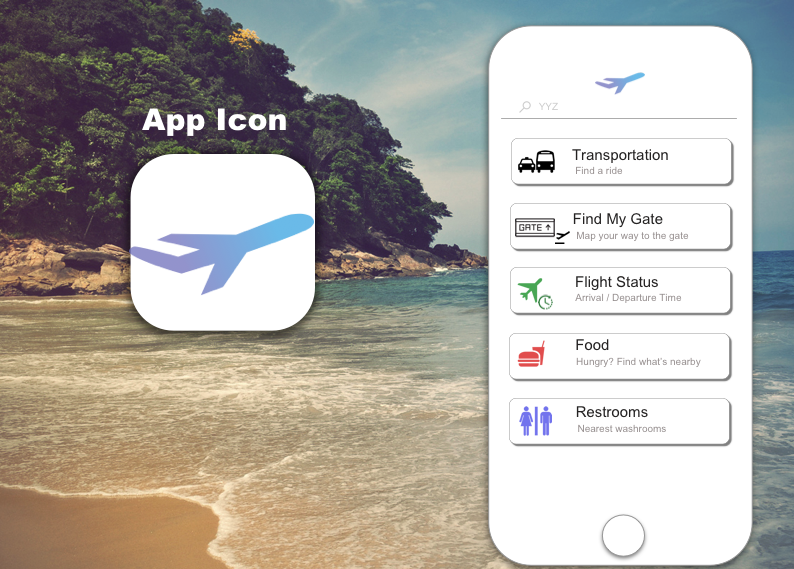 App Icon
YYZ
Transportation
Find a ride
GATE ↑
Find My Gate
Map your way to the gate
Flight Status
Arrival / Departure Time
Food
Hungry? Find what's nearby
Restrooms
Nearest washrooms